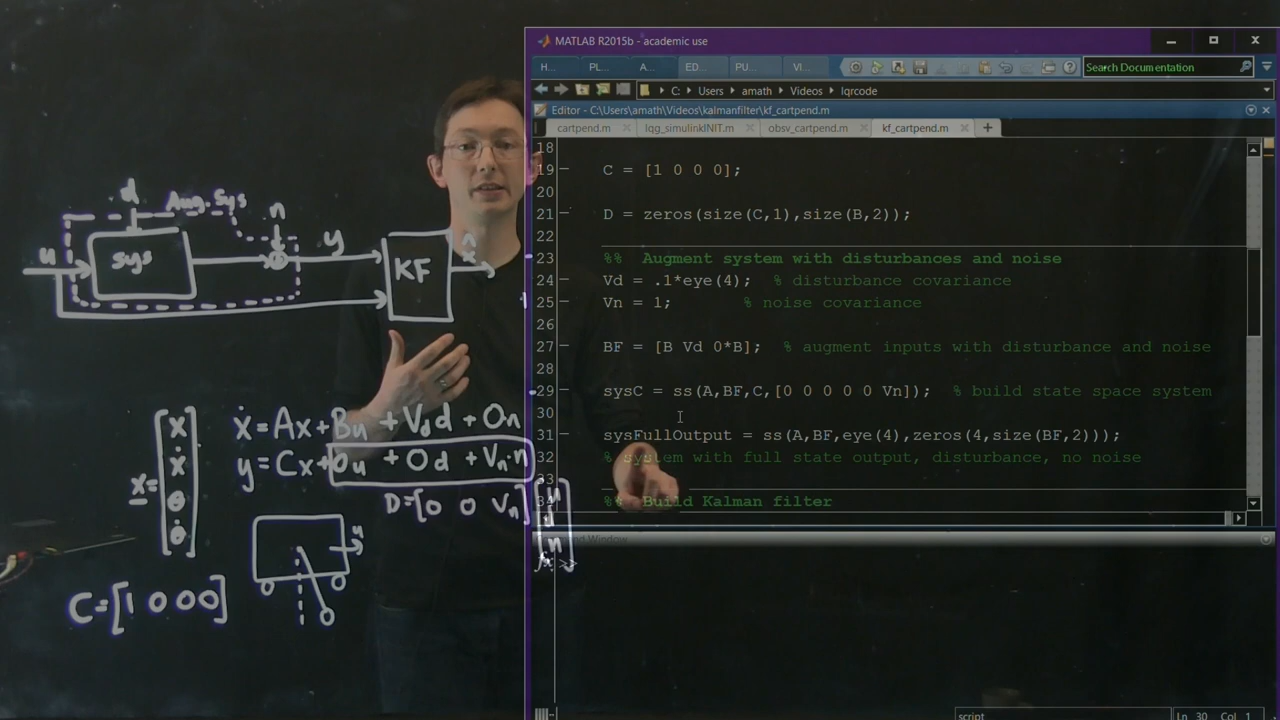 d
Aug. Sys
n
u
sys
y
KF
x̂
x = [x ẋ θ θ̇]
ẋ = Ax + Bu + V_d d + 0n
y = Cx + 0u + 0d + V_n · n
D = [0 0 V_n] [u d n]
u
C = [1 0 0 0]
MATLAB R2015b - academic use
H... PL... A... ED... PU... VI... Search Documentation
C: Users amath Videos lqrcode
Editor - C:\Users\amath\Videos\kalmanfilter\kf_cartpend.m
cartpend.m lqg_simulinkINIT.m obsv_cartpend.m kf_cartpend.m
18
19 C = [1 0 0 0];
20
21 D = zeros(size(C,1),size(B,2));
22
23 %% Augment system with disturbances and noise
24 Vd = .1*eye(4); % disturbance covariance
25 Vn = 1; % noise covariance
26
27 BF = [B Vd 0*B]; % augment inputs with disturbance and noise
28
29 sysC = ss(A,BF,C,[0 0 0 0 0 Vn]); % build state space system
30
31 sysFullOutput = ss(A,BF,eye(4),zeros(4,size(BF,2)));
32 % system with full state output, disturbance, no noise
33
34 %% Build Kalman filter
Window
script Ln 30 Col 1